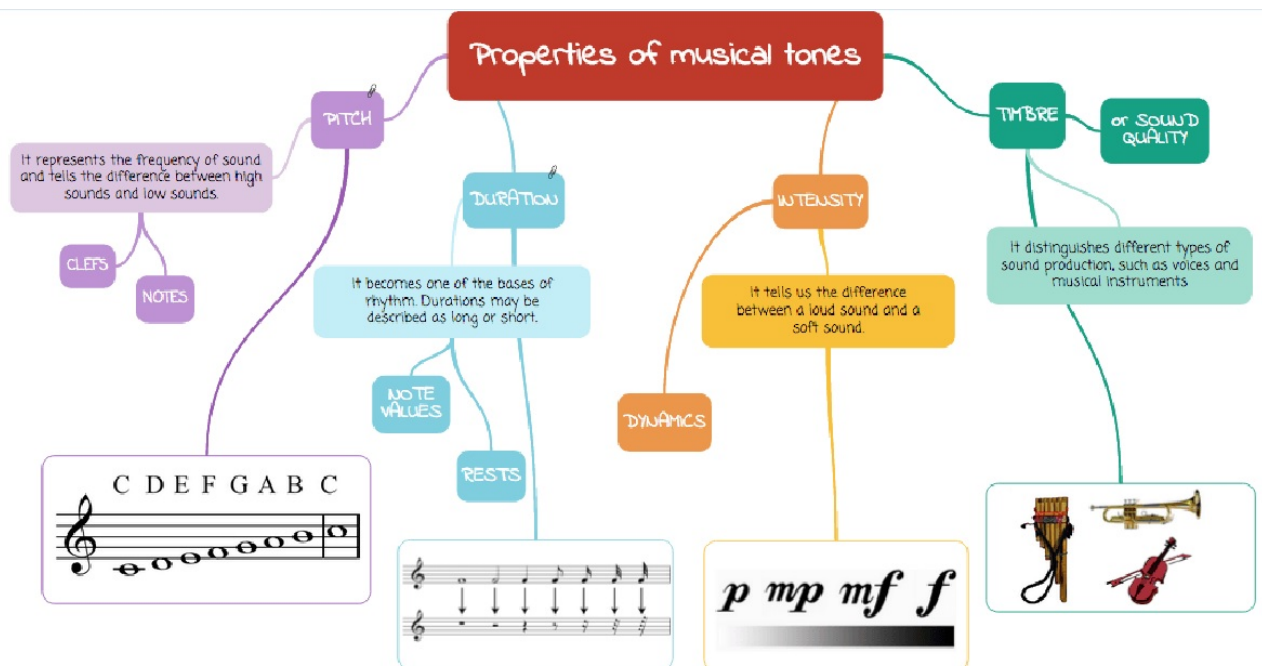 Properties of musical tones
PITCH
It represents the frequency of sound
and tells the difference between high
sounds and low sounds.
CLEFS
NOTES
C D E F G A B C
DURATION
It becomes one of the bases of
rhythm. Durations may be
described as long or short.
NOTE
VALUES
RESTS
INTENSITY
It tells us the difference
between a loud sound and a
soft sound.
DYNAMICS
p mp mf f
TIMBRE
or SOUND
QUALITY
It distinguishes different types of
sound production, such as voices and
musical instruments